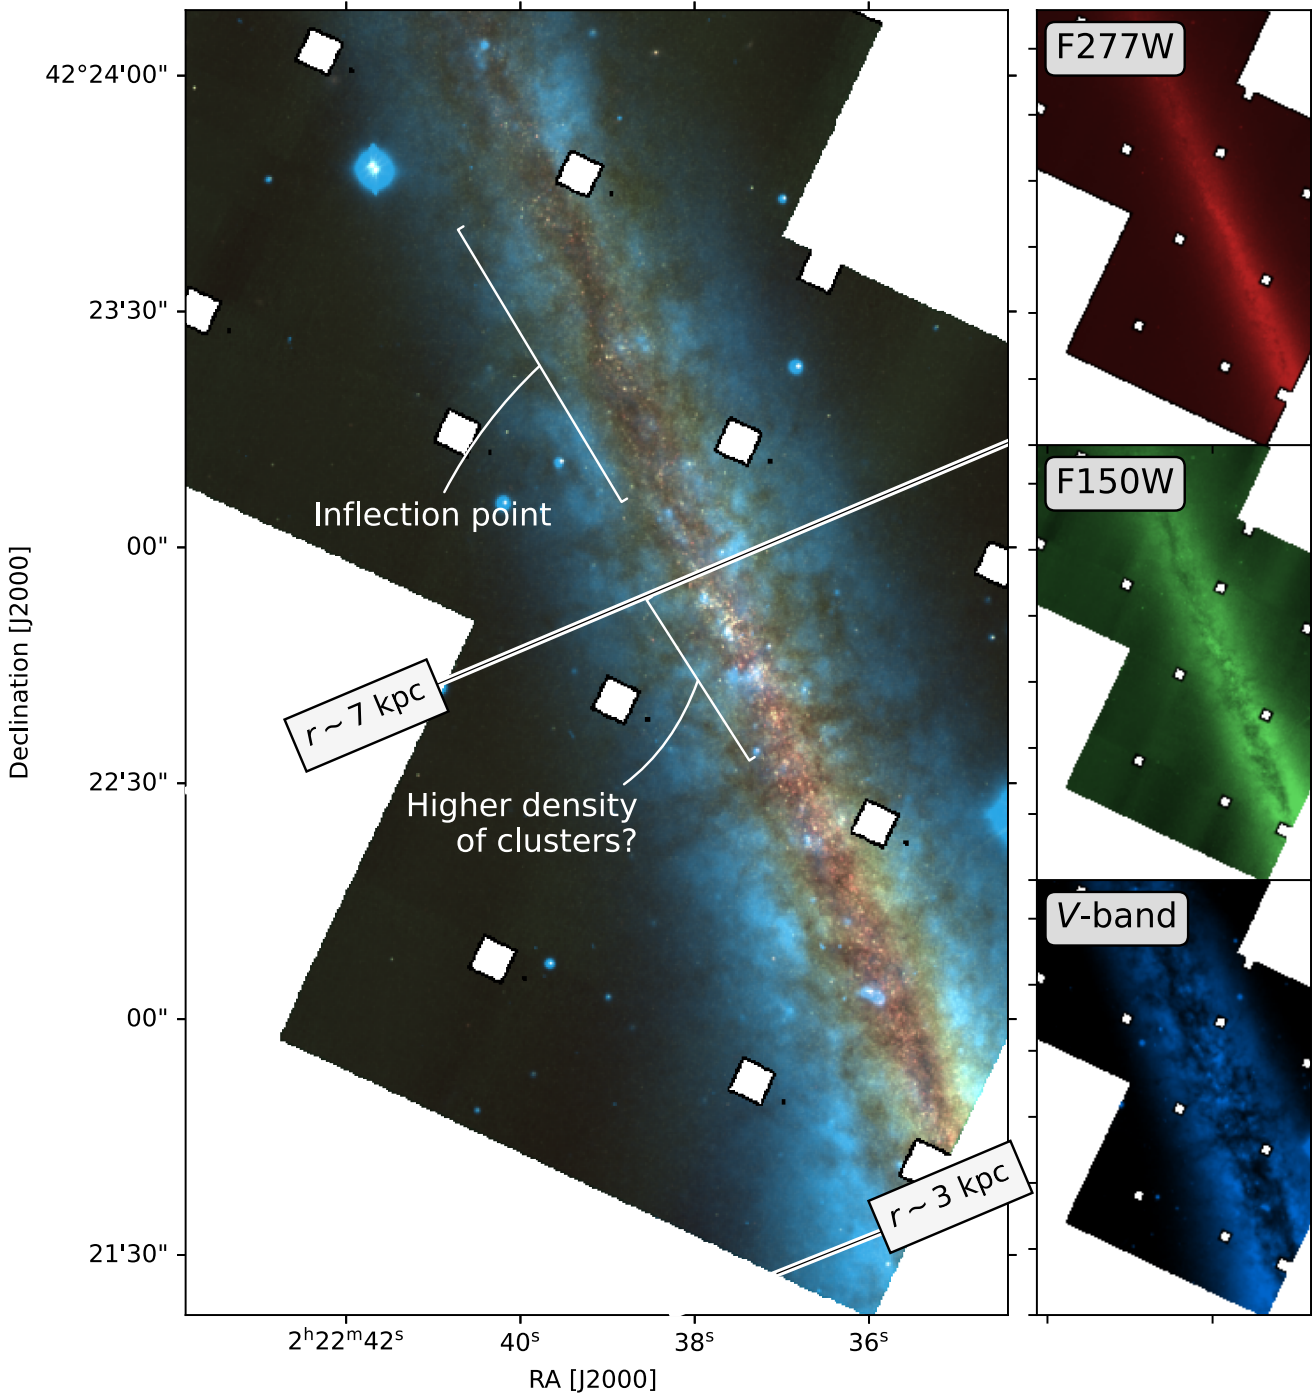 42°24'00"
23'30"
00"
22'30"
00"
21'30"
Declination [J2000]
2ʰ22ᵐ42ˢ
40ˢ
38ˢ
36ˢ
RA [J2000]
Inflection point
r ~ 7 kpc
Higher density
of clusters?
r ~ 3 kpc
F277W
F150W
V-band